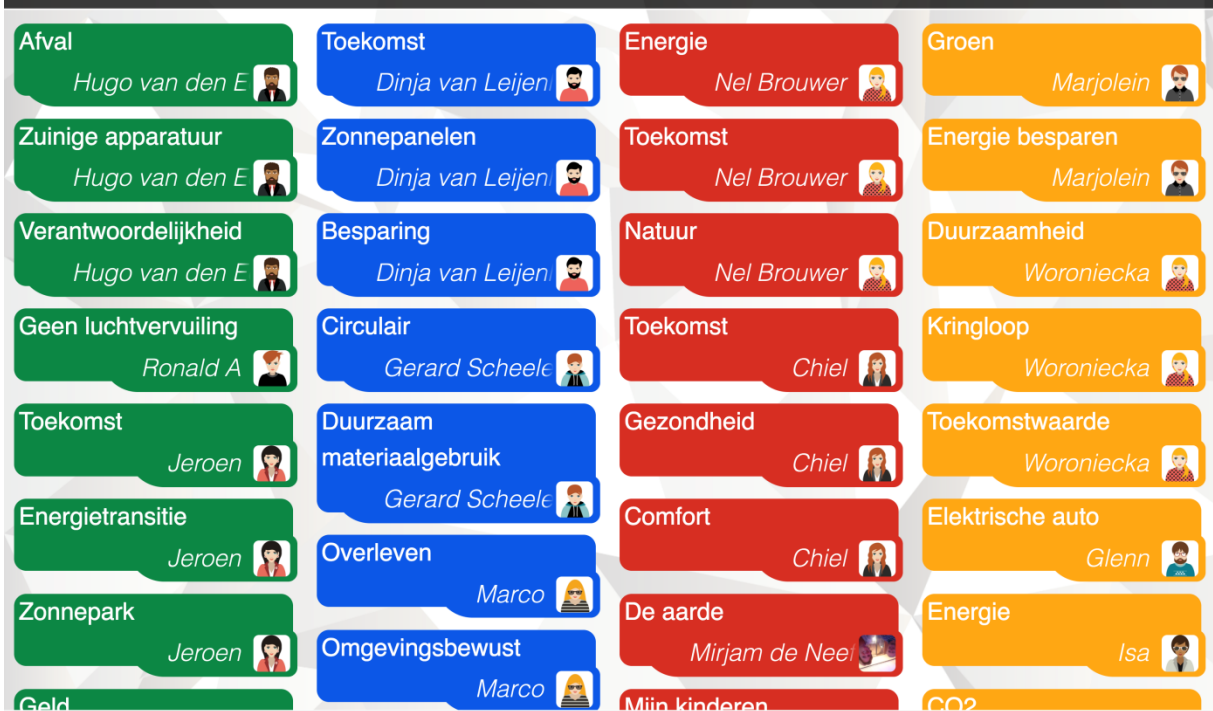 Afval
Hugo van den E
Zuinige apparatuur
Hugo van den E
Verantwoordelijkheid
Hugo van den E
Geen luchtvervuiling
Ronald A
Toekomst
Jeroen
Energietransitie
Jeroen
Zonnepark
Jeroen
Geld
Toekomst
Dinja van Leijen
Zonnepanelen
Dinja van Leijen
Besparing
Dinja van Leijen
Circulair
Gerard Scheele
Duurzaam
materiaalgebruik
Gerard Scheele
Overleven
Marco
Omgevingsbewust
Marco
Energie
Nel Brouwer
Toekomst
Nel Brouwer
Natuur
Nel Brouwer
Toekomst
Chiel
Gezondheid
Chiel
Comfort
Chiel
De aarde
Mirjam de Neef
Mijn kinderen
Groen
Marjolein
Energie besparen
Marjolein
Duurzaamheid
Woroniecka
Kringloop
Woroniecka
Toekomstwaarde
Woroniecka
Elektrische auto
Glenn
Energie
Isa
CO2